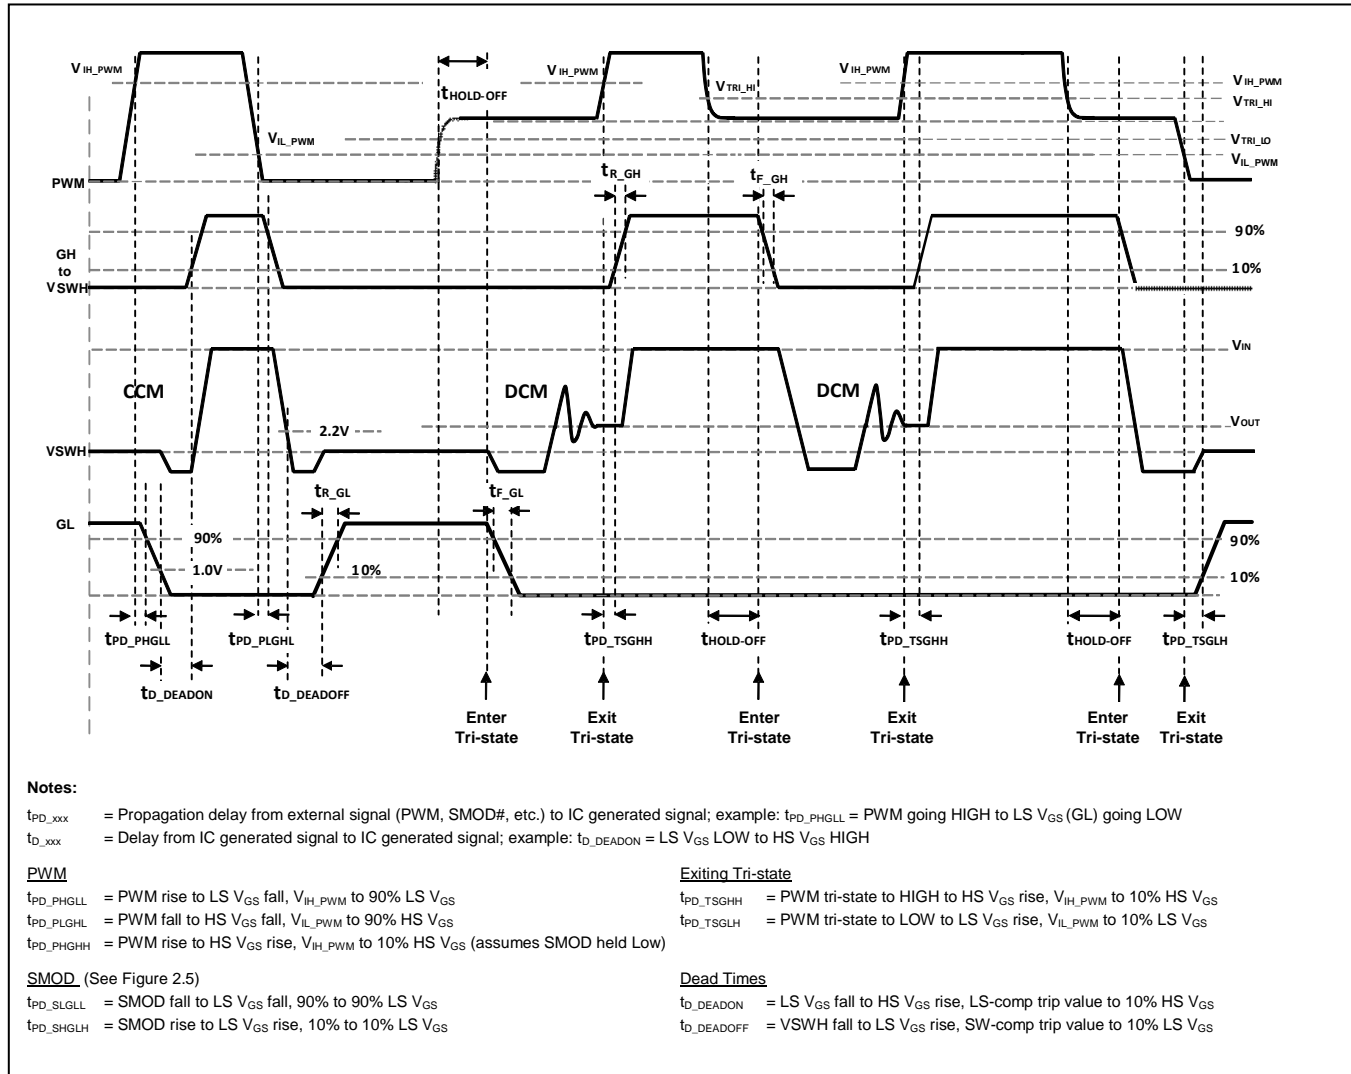 VIH_PWM
VIH_PWM
VIH_PWM
VIH_PWM
tHOLD-OFF
VTRI_HI
VTRI_HI
VIL_PWM
VTRI_LO
VIL_PWM
PWM
tR_GH
tF_GH
90%
GH
to
VSWH
10%
VIN
CCM
DCM
DCM
2.2V
VOUT
VSWH
tR_GL
tF_GL
GL
90%
90%
1.0V
10%
10%
tPD_PHGLL
tPD_PLGHL
tPD_TSGHH
tHOLD-OFF
tPD_TSGHH
tHOLD-OFF
tPD_TSGLH
tD_DEADON
tD_DEADOFF
Enter
Tri-state
Exit
Tri-state
Enter
Tri-state
Exit
Tri-state
Enter
Tri-state
Exit
Tri-state
Notes:
tPD_xxx = Propagation delay from external signal (PWM, SMOD#, etc.) to IC generated signal; example: tPD_PHGLL = PWM going HIGH to LS VGS (GL) going LOW
tD_xxx = Delay from IC generated signal to IC generated signal; example: tD_DEADON = LS VGS LOW to HS VGS HIGH
PWM
tPD_PHGLL = PWM rise to LS VGS fall, VIH_PWM to 90% LS VGS
tPD_PLGHL = PWM fall to HS VGS fall, VIL_PWM to 90% HS VGS
tPD_PHGHH = PWM rise to HS VGS rise, VIH_PWM to 10% HS VGS (assumes SMOD held Low)
Exiting Tri-state
tPD_TSGHH = PWM tri-state to HIGH to HS VGS rise, VIH_PWM to 10% HS VGS
tPD_TSGLH = PWM tri-state to LOW to LS VGS rise, VIL_PWM to 10% LS VGS
SMOD (See Figure 2.5)
tPD_SLGLL = SMOD fall to LS VGS fall, 90% to 90% LS VGS
tPD_SHGLH = SMOD rise to LS VGS rise, 10% to 10% LS VGS
Dead Times
tD_DEADON = LS VGS fall to HS VGS rise, LS-comp trip value to 10% HS VGS
tD_DEADOFF = VSWH fall to LS VGS rise, SW-comp trip value to 10% LS VGS